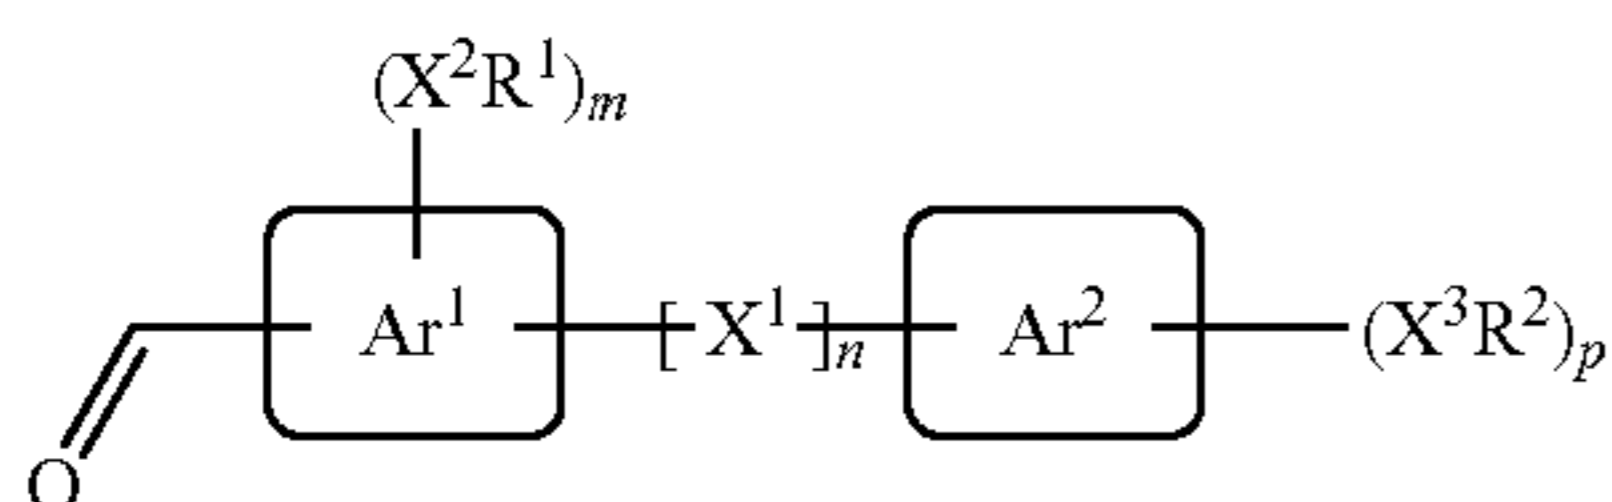 (X²R¹)ₘ
Ar¹ [ X¹ ]ₙ Ar² (X³R²)ₚ
O